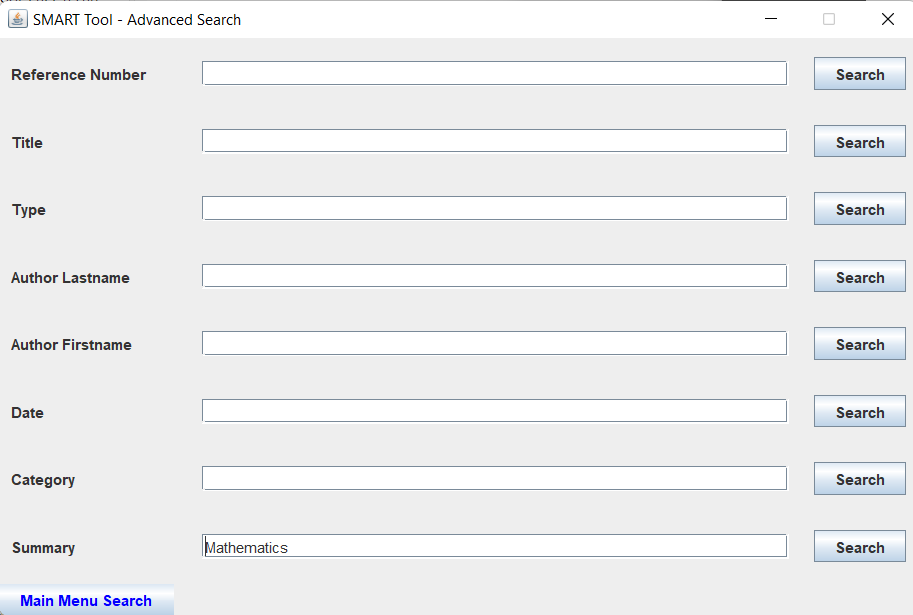 SMART Tool - Advanced Search
Reference Number Search
Title Search
Type Search
Author Lastname Search
Author Firstname Search
Date Search
Category Search
Summary Mathematics Search
Main Menu Search